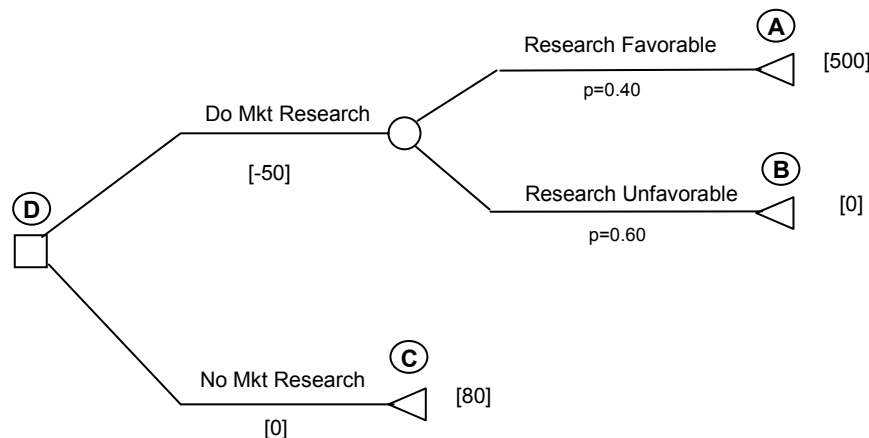 A
Research Favorable
[500]
p=0.40
Do Mkt Research
[-50]
B
Research Unfavorable
[0]
p=0.60
D
C
No Mkt Research
[80]
[0]